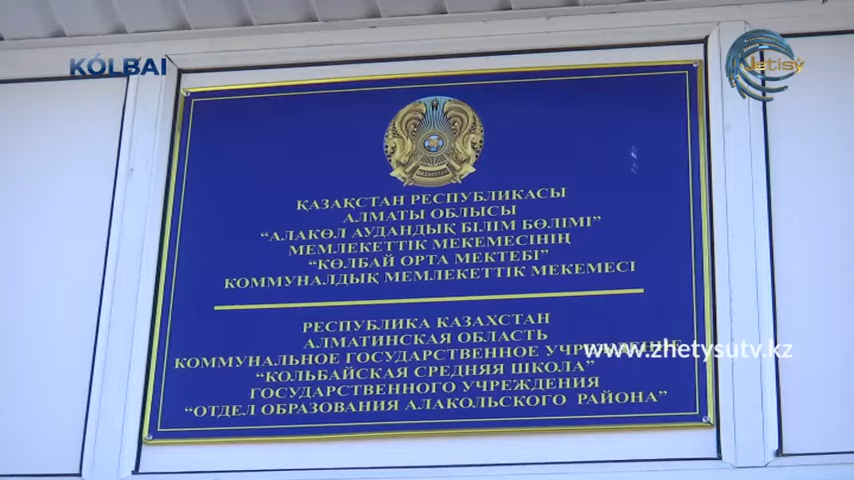 KÓLBAI
Jetisý
ҚАЗАҚСТАН РЕСПУБЛИКАСЫ
АЛМАТЫ ОБЛЫСЫ
“АЛАКӨЛ АУДАНДЫҚ БІЛІМ БӨЛІМІ”
МЕМЛЕКЕТТІК МЕКЕМЕСІНІҢ
“КӨЛБАЙ ОРТА МЕКТЕБІ”
КОММУНАЛДЫҚ МЕМЛЕКЕТТІК МЕКЕМЕСІ
РЕСПУБЛИКА КАЗАХСТАН
АЛМАТИНСКАЯ ОБЛАСТЬ
КОММУНАЛЬНОЕ ГОСУДАРСТВЕННОЕ УЧРЕЖДЕНИЕ
www.zhetysutv.kz
“КОЛЬБАЙСКАЯ СРЕДНЯЯ ШКОЛА”
ГОСУДАРСТВЕННОГО УЧРЕЖДЕНИЯ
“ОТДЕЛ ОБРАЗОВАНИЯ АЛАКОЛЬСКОГО РАЙОНА”